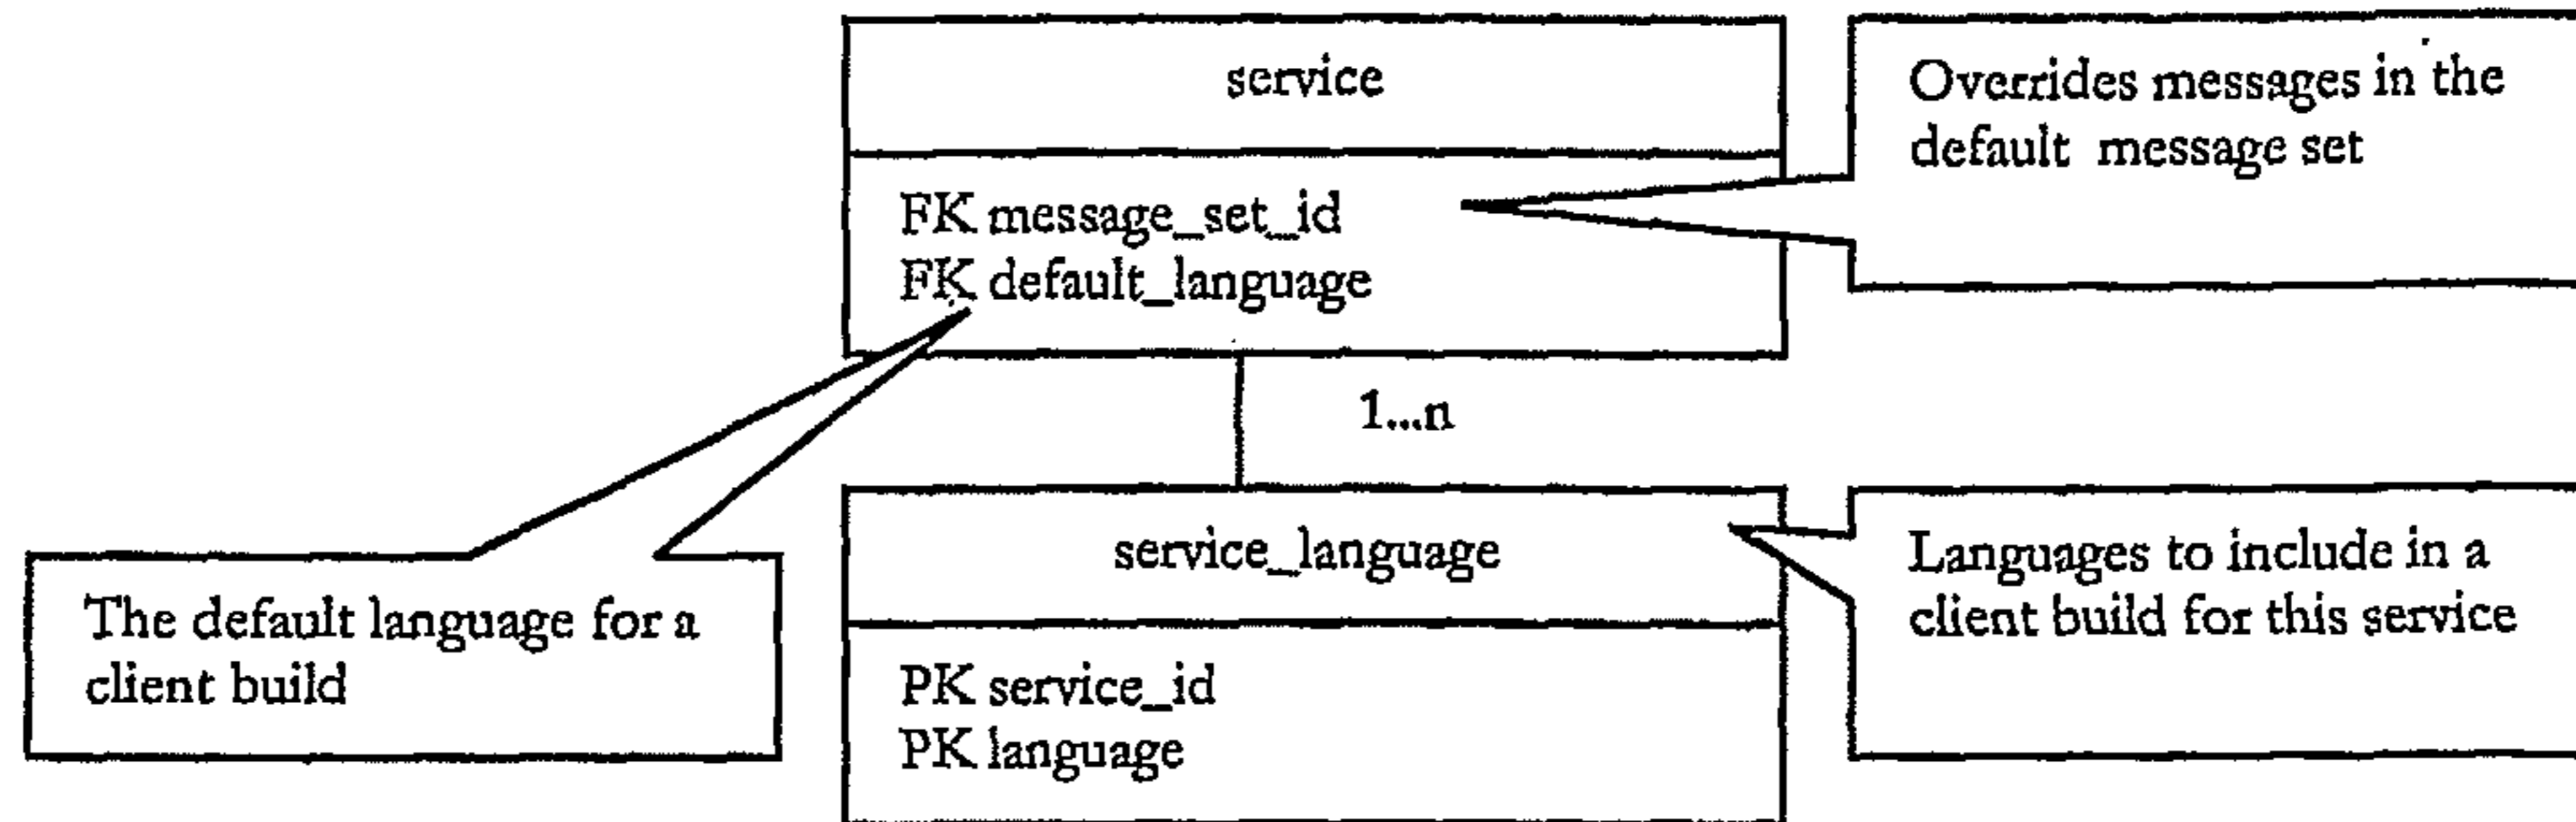 service
Overrides messages in the
default message set
FK message_set_id
FK default_language
1...n
service_language
Languages to include in a
client build for this service
The default language for a
client build
PK service_id
PK language